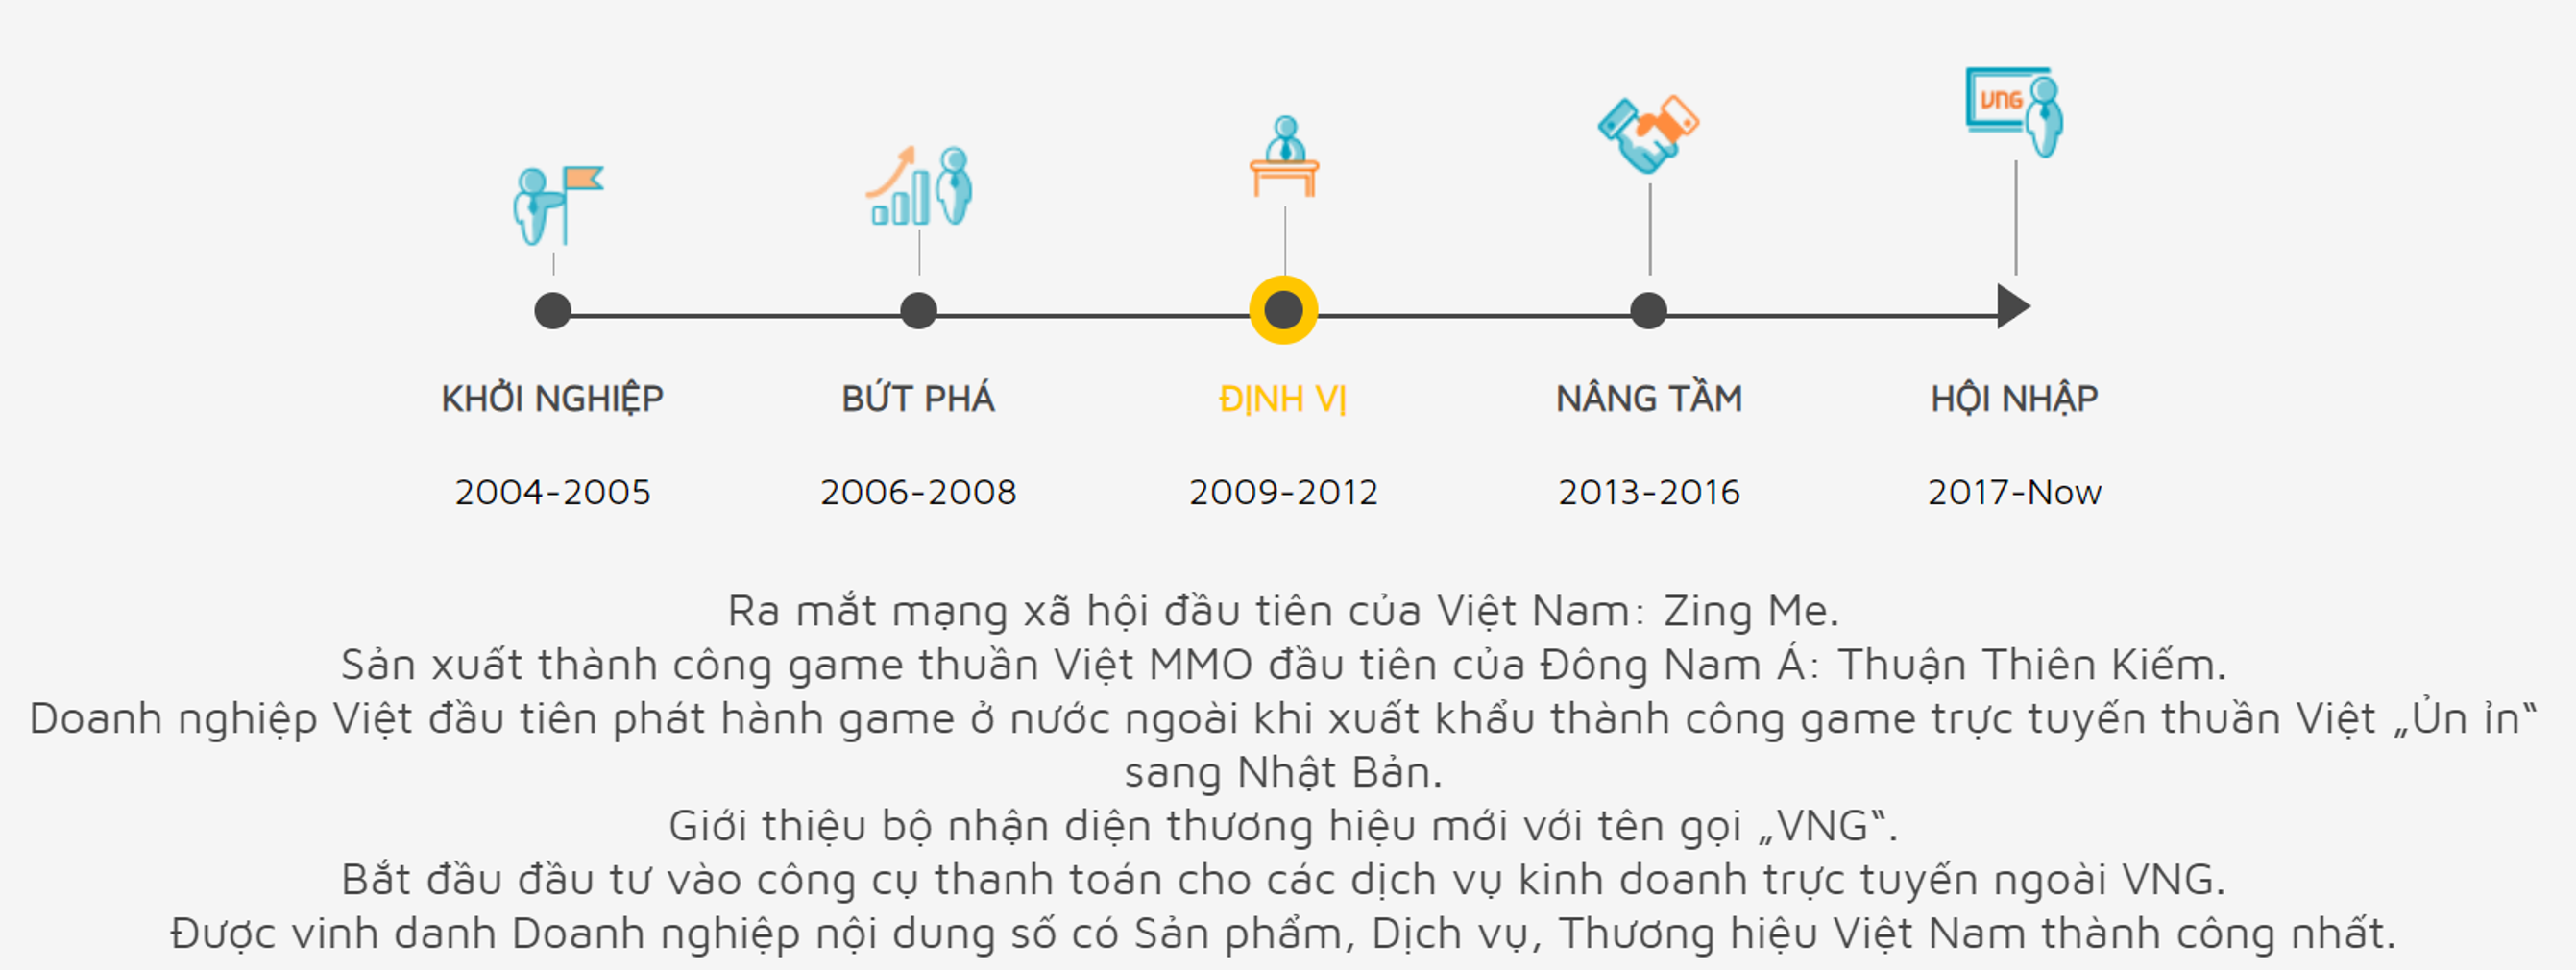 VNG
KHỞI NGHIỆP
BỨT PHÁ
ĐỊNH VỊ
NÂNG TẦM
HỘI NHẬP
2004-2005
2006-2008
2009-2012
2013-2016
2017-Now
Ra mắt mạng xã hội đầu tiên của Việt Nam: Zing Me.
Sản xuất thành công game thuần Việt MMO đầu tiên của Đông Nam Á: Thuận Thiên Kiếm.
Doanh nghiệp Việt đầu tiên phát hành game ở nước ngoài khi xuất khẩu thành công game trực tuyến thuần Việt „Ủn ỉn“
sang Nhật Bản.
Giới thiệu bộ nhận diện thương hiệu mới với tên gọi „VNG“.
Bắt đầu đầu tư vào công cụ thanh toán cho các dịch vụ kinh doanh trực tuyến ngoài VNG.
Được vinh danh Doanh nghiệp nội dung số có Sản phẩm, Dịch vụ, Thương hiệu Việt Nam thành công nhất.